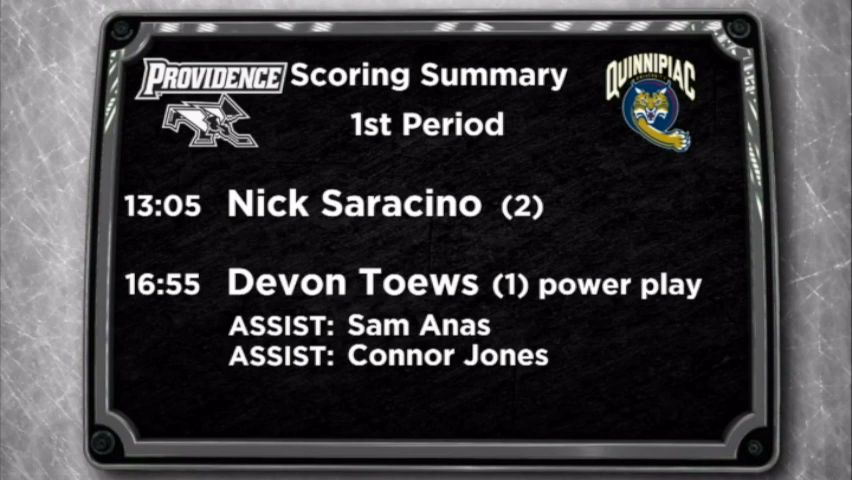 PROVIDENCE Scoring Summary QUINNIPIAC
1st Period
13:05 Nick Saracino (2)
16:55 Devon Toews (1) power play
ASSIST: Sam Anas
ASSIST: Connor Jones